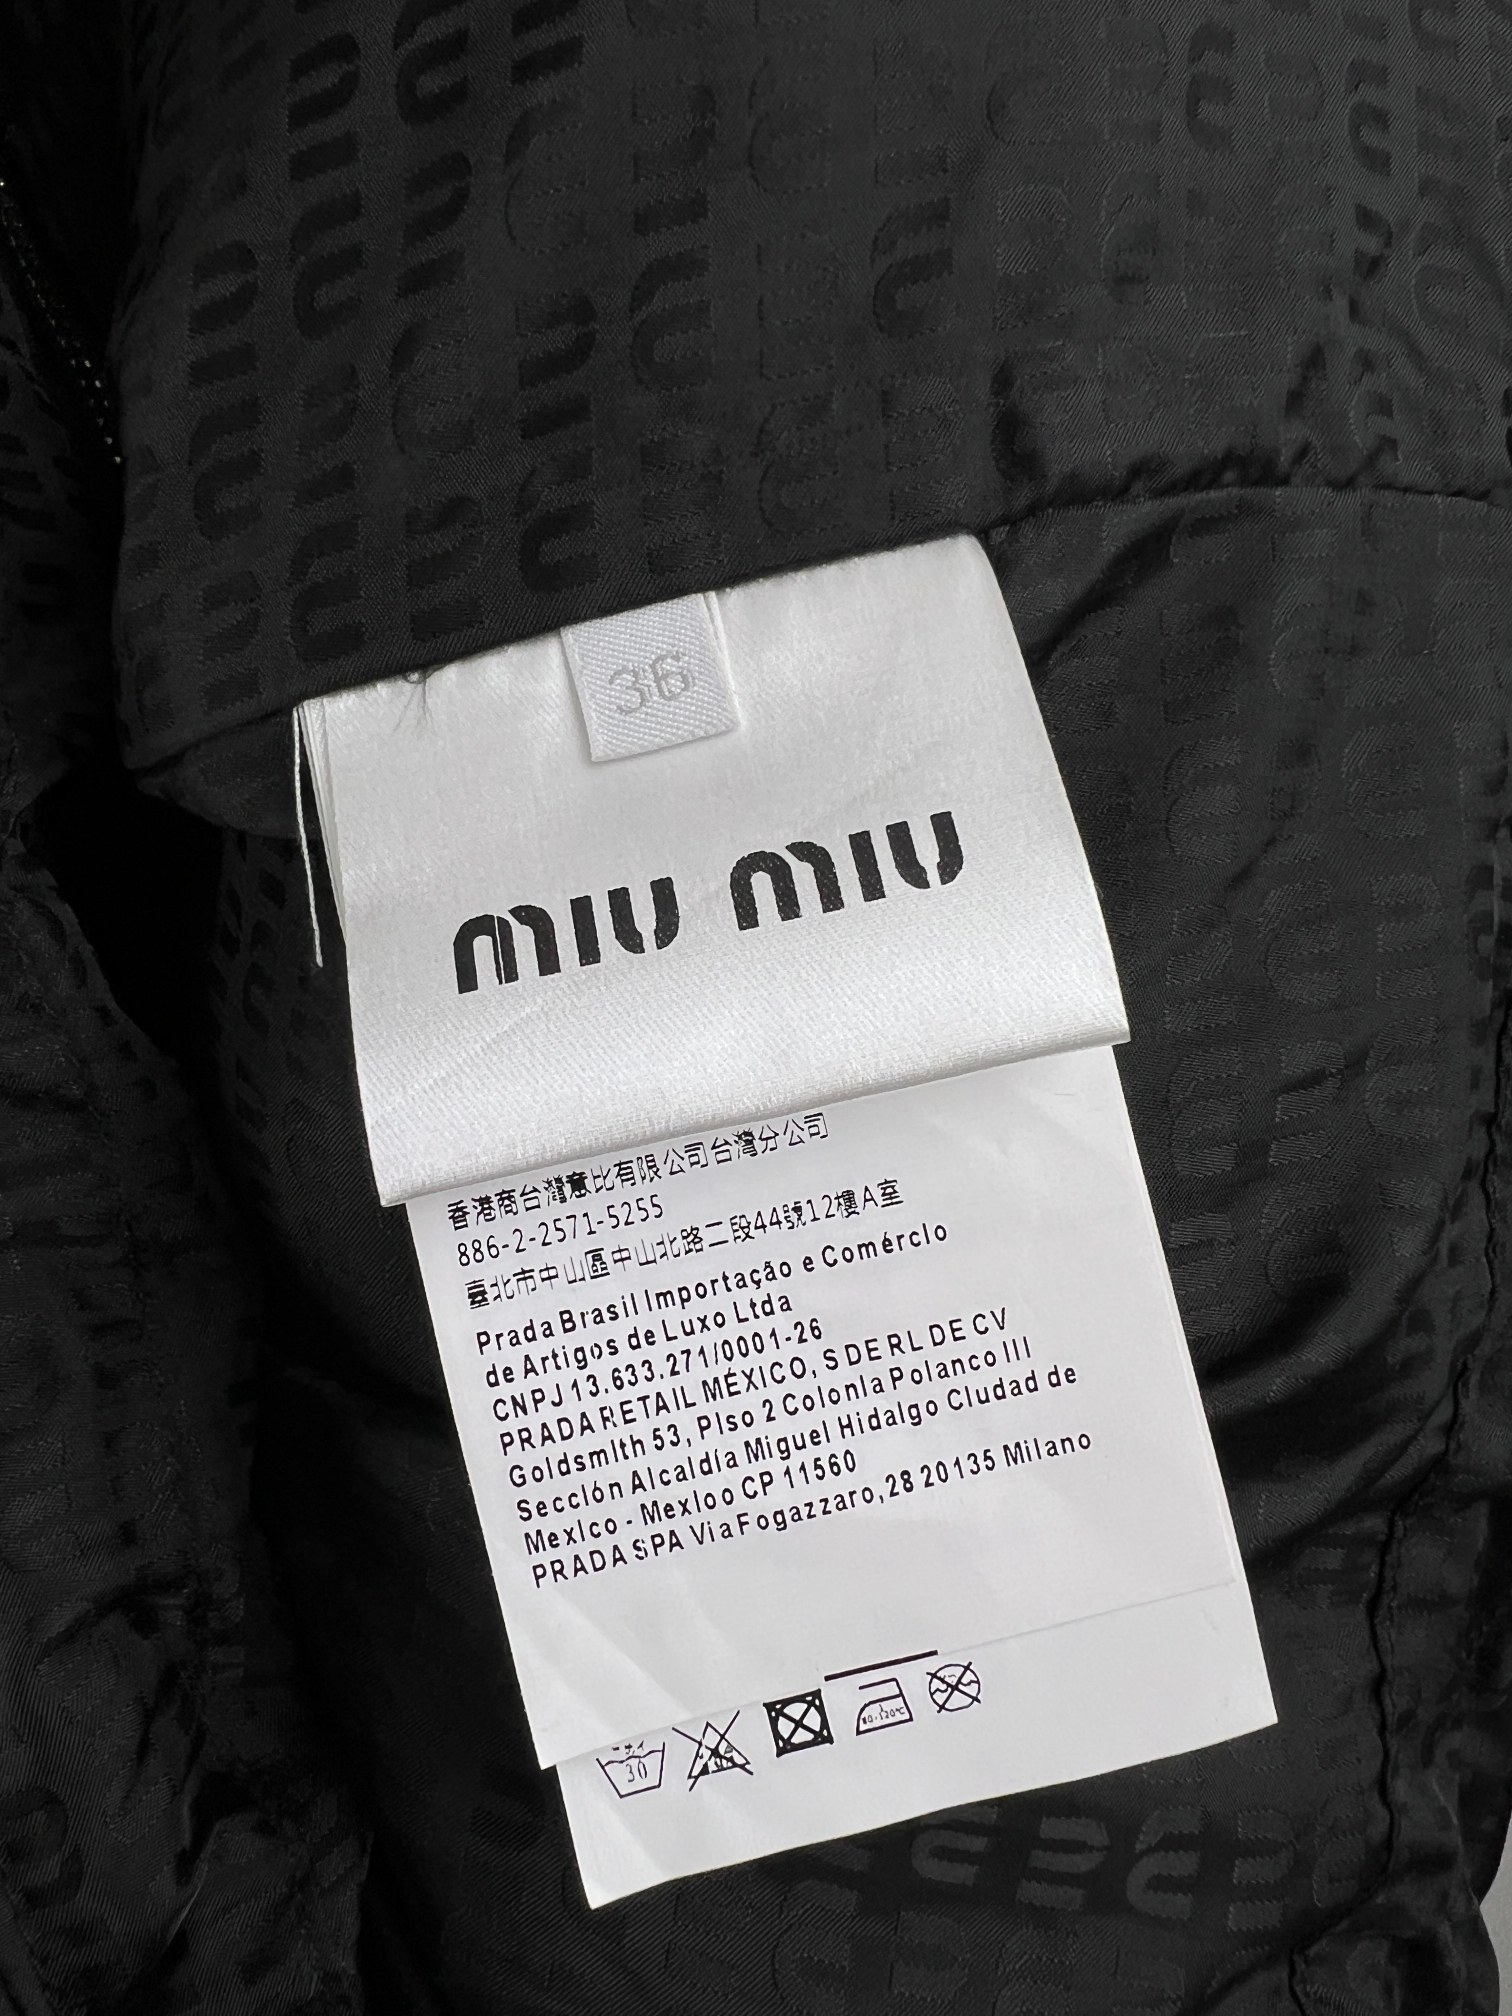 36
miu miu
香港商台灣意比有限公司台灣分公司
886-2-2571-5255
臺北市中山區中山北路二段44號12樓A室
Prada Brasil Importação e Comérclo
de Artigos de Luxo Ltda
CNPJ 13.633.271/0001-26
PRADA RETAIL MÉXICO, S DE RL DE CV
Goldsmlth 53, Plso 2 Colonla Polanco III
Secclón Alcaldía Miguel Hidalgo Cludad de
Mexlco - Mexloo CP 11560
PRADA SPA Via Fogazzaro, 28 20135 Milano
30